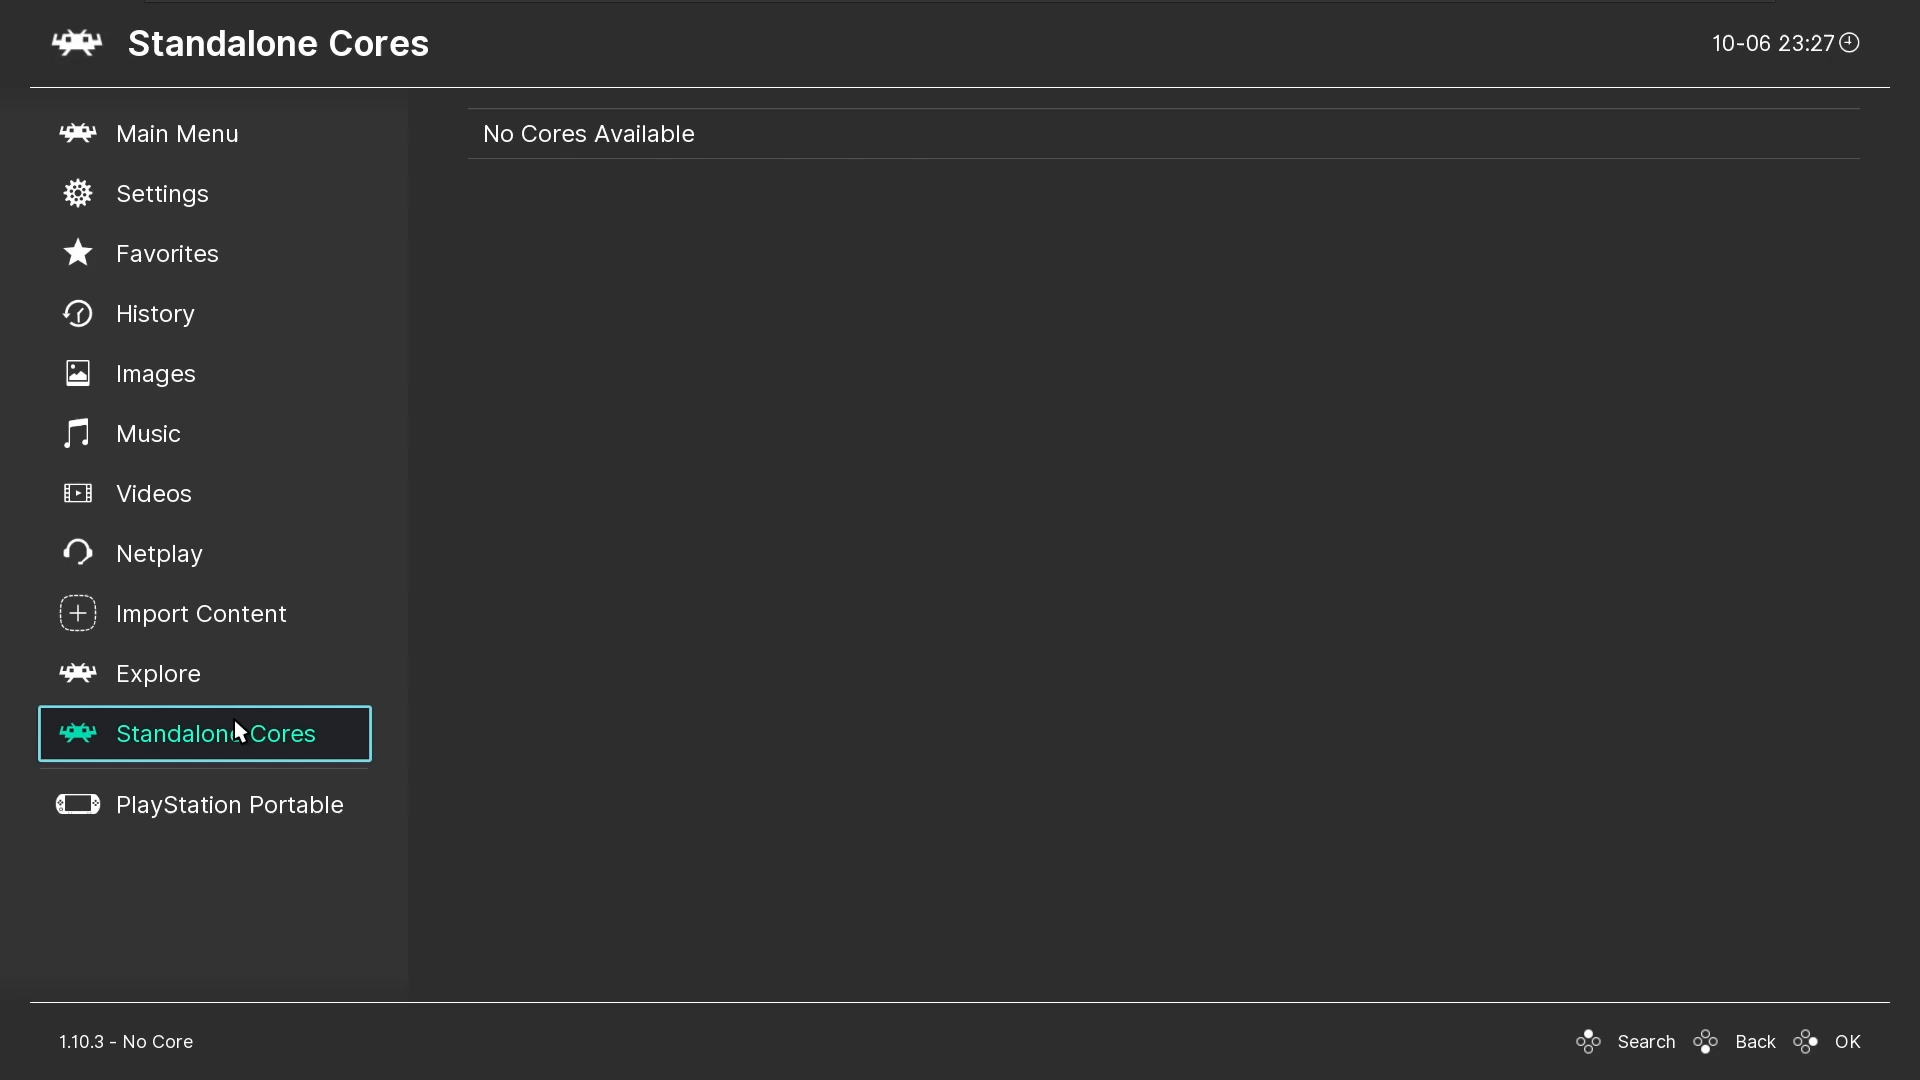 Standalone Cores
10-06 23:27
Main Menu
Settings
Favorites
History
Images
Music
Videos
Netplay
Import Content
Explore
Standalone Cores
PlayStation Portable
No Cores Available
1.10.3 - No Core
Search Back OK